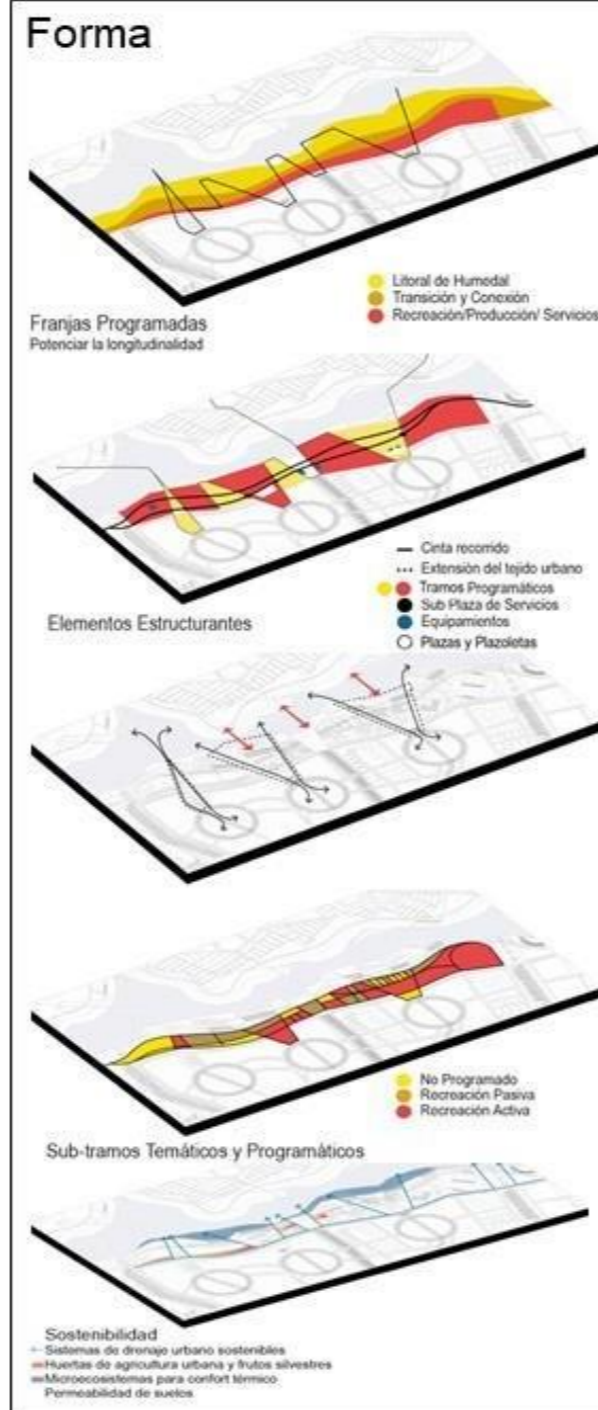 Forma
Litoral de Humedal
Transición y Conexión
Recreación/Producción/ Servicios
Franjas Programadas
Potenciar la longitudinalidad
Cinta recorrido
Extensión del tejido urbano
Tramos Programáticos
Sub Plaza de Servicios
Equipamientos
Plazas y Plazoletas
Elementos Estructurantes
No Programado
Recreación Pasiva
Recreación Activa
Sub-tramos Temáticos y Programáticos
Sostenibilidad
Sistemas de drenaje urbano sostenibles
Huertas de agricultura urbana y frutos silvestres
Microecosistemas para confort térmico
Permeabilidad de suelos